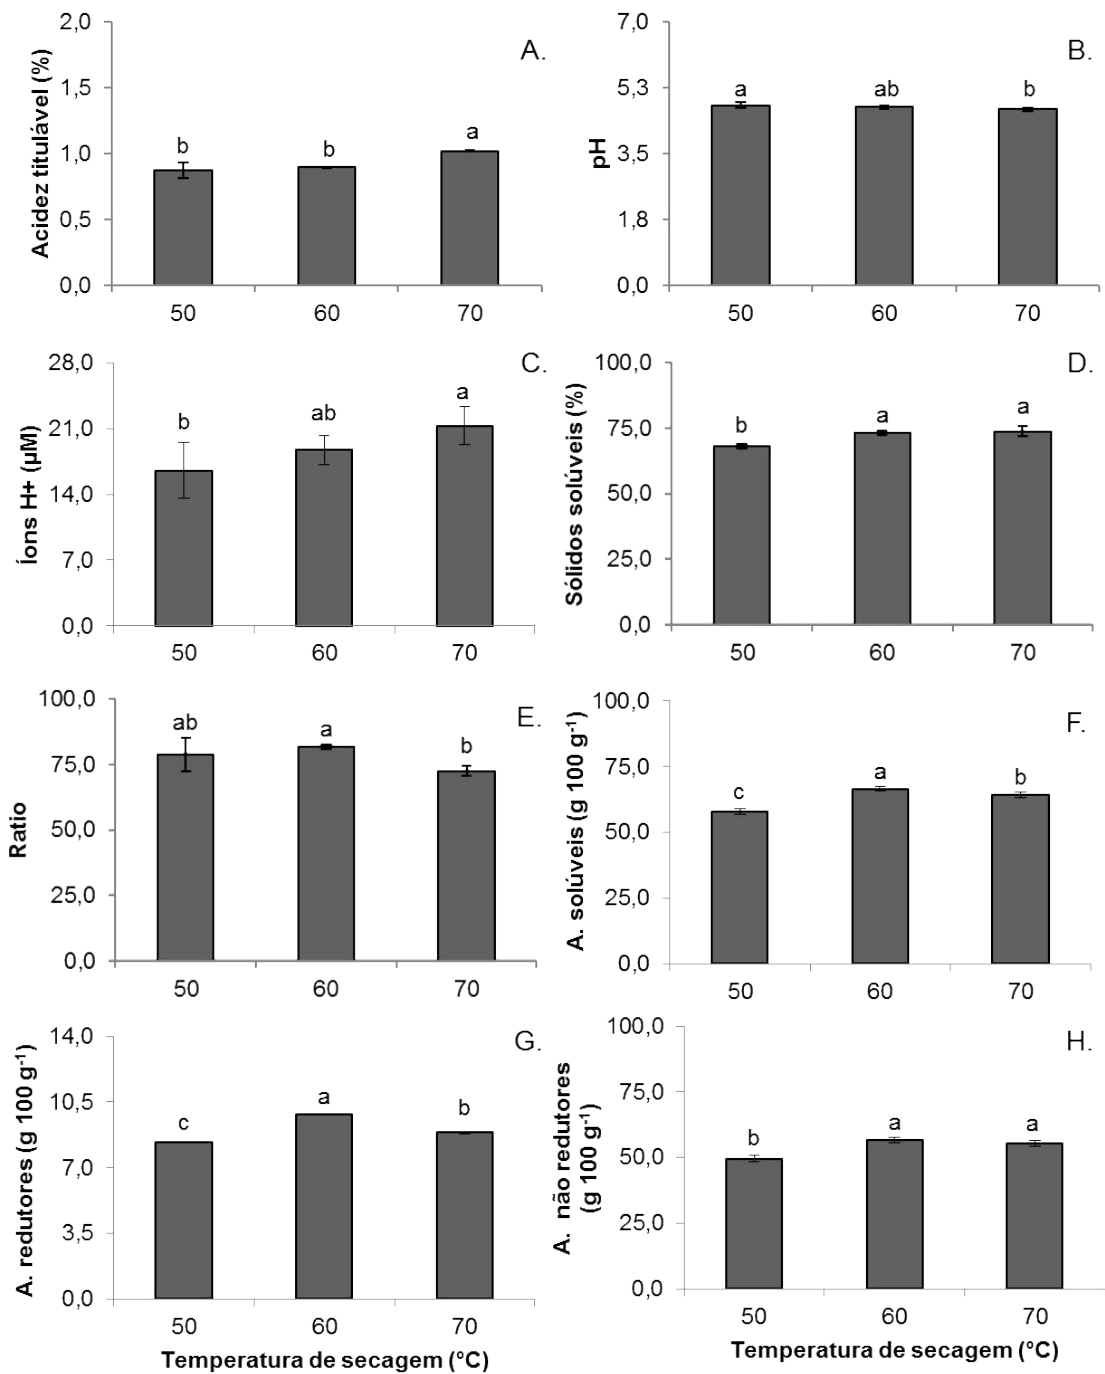 A.
Acidez titulável (%)
2,0
1,5
1,0
0,5
0,0
b
b
a
50
60
70
B.
pH
7,0
5,3
3,5
1,8
0,0
a
ab
b
50
60
70
C.
Íons H+ (µM)
28,0
21,0
14,0
7,0
0,0
b
ab
a
50
60
70
D.
Sólidos solúveis (%)
100,0
75,0
50,0
25,0
0,0
b
a
a
50
60
70
E.
Ratio
100,0
75,0
50,0
25,0
0,0
ab
a
b
50
60
70
F.
A. solúveis (g 100 g⁻¹)
100,0
75,0
50,0
25,0
0,0
c
a
b
50
60
70
G.
A. redutores (g 100 g⁻¹)
14,0
10,5
7,0
3,5
0,0
c
a
b
50
60
70
Temperatura de secagem (°C)
H.
A. não redutores
(g 100 g⁻¹)
100,0
75,0
50,0
25,0
0,0
b
a
a
50
60
70
Temperatura de secagem (°C)